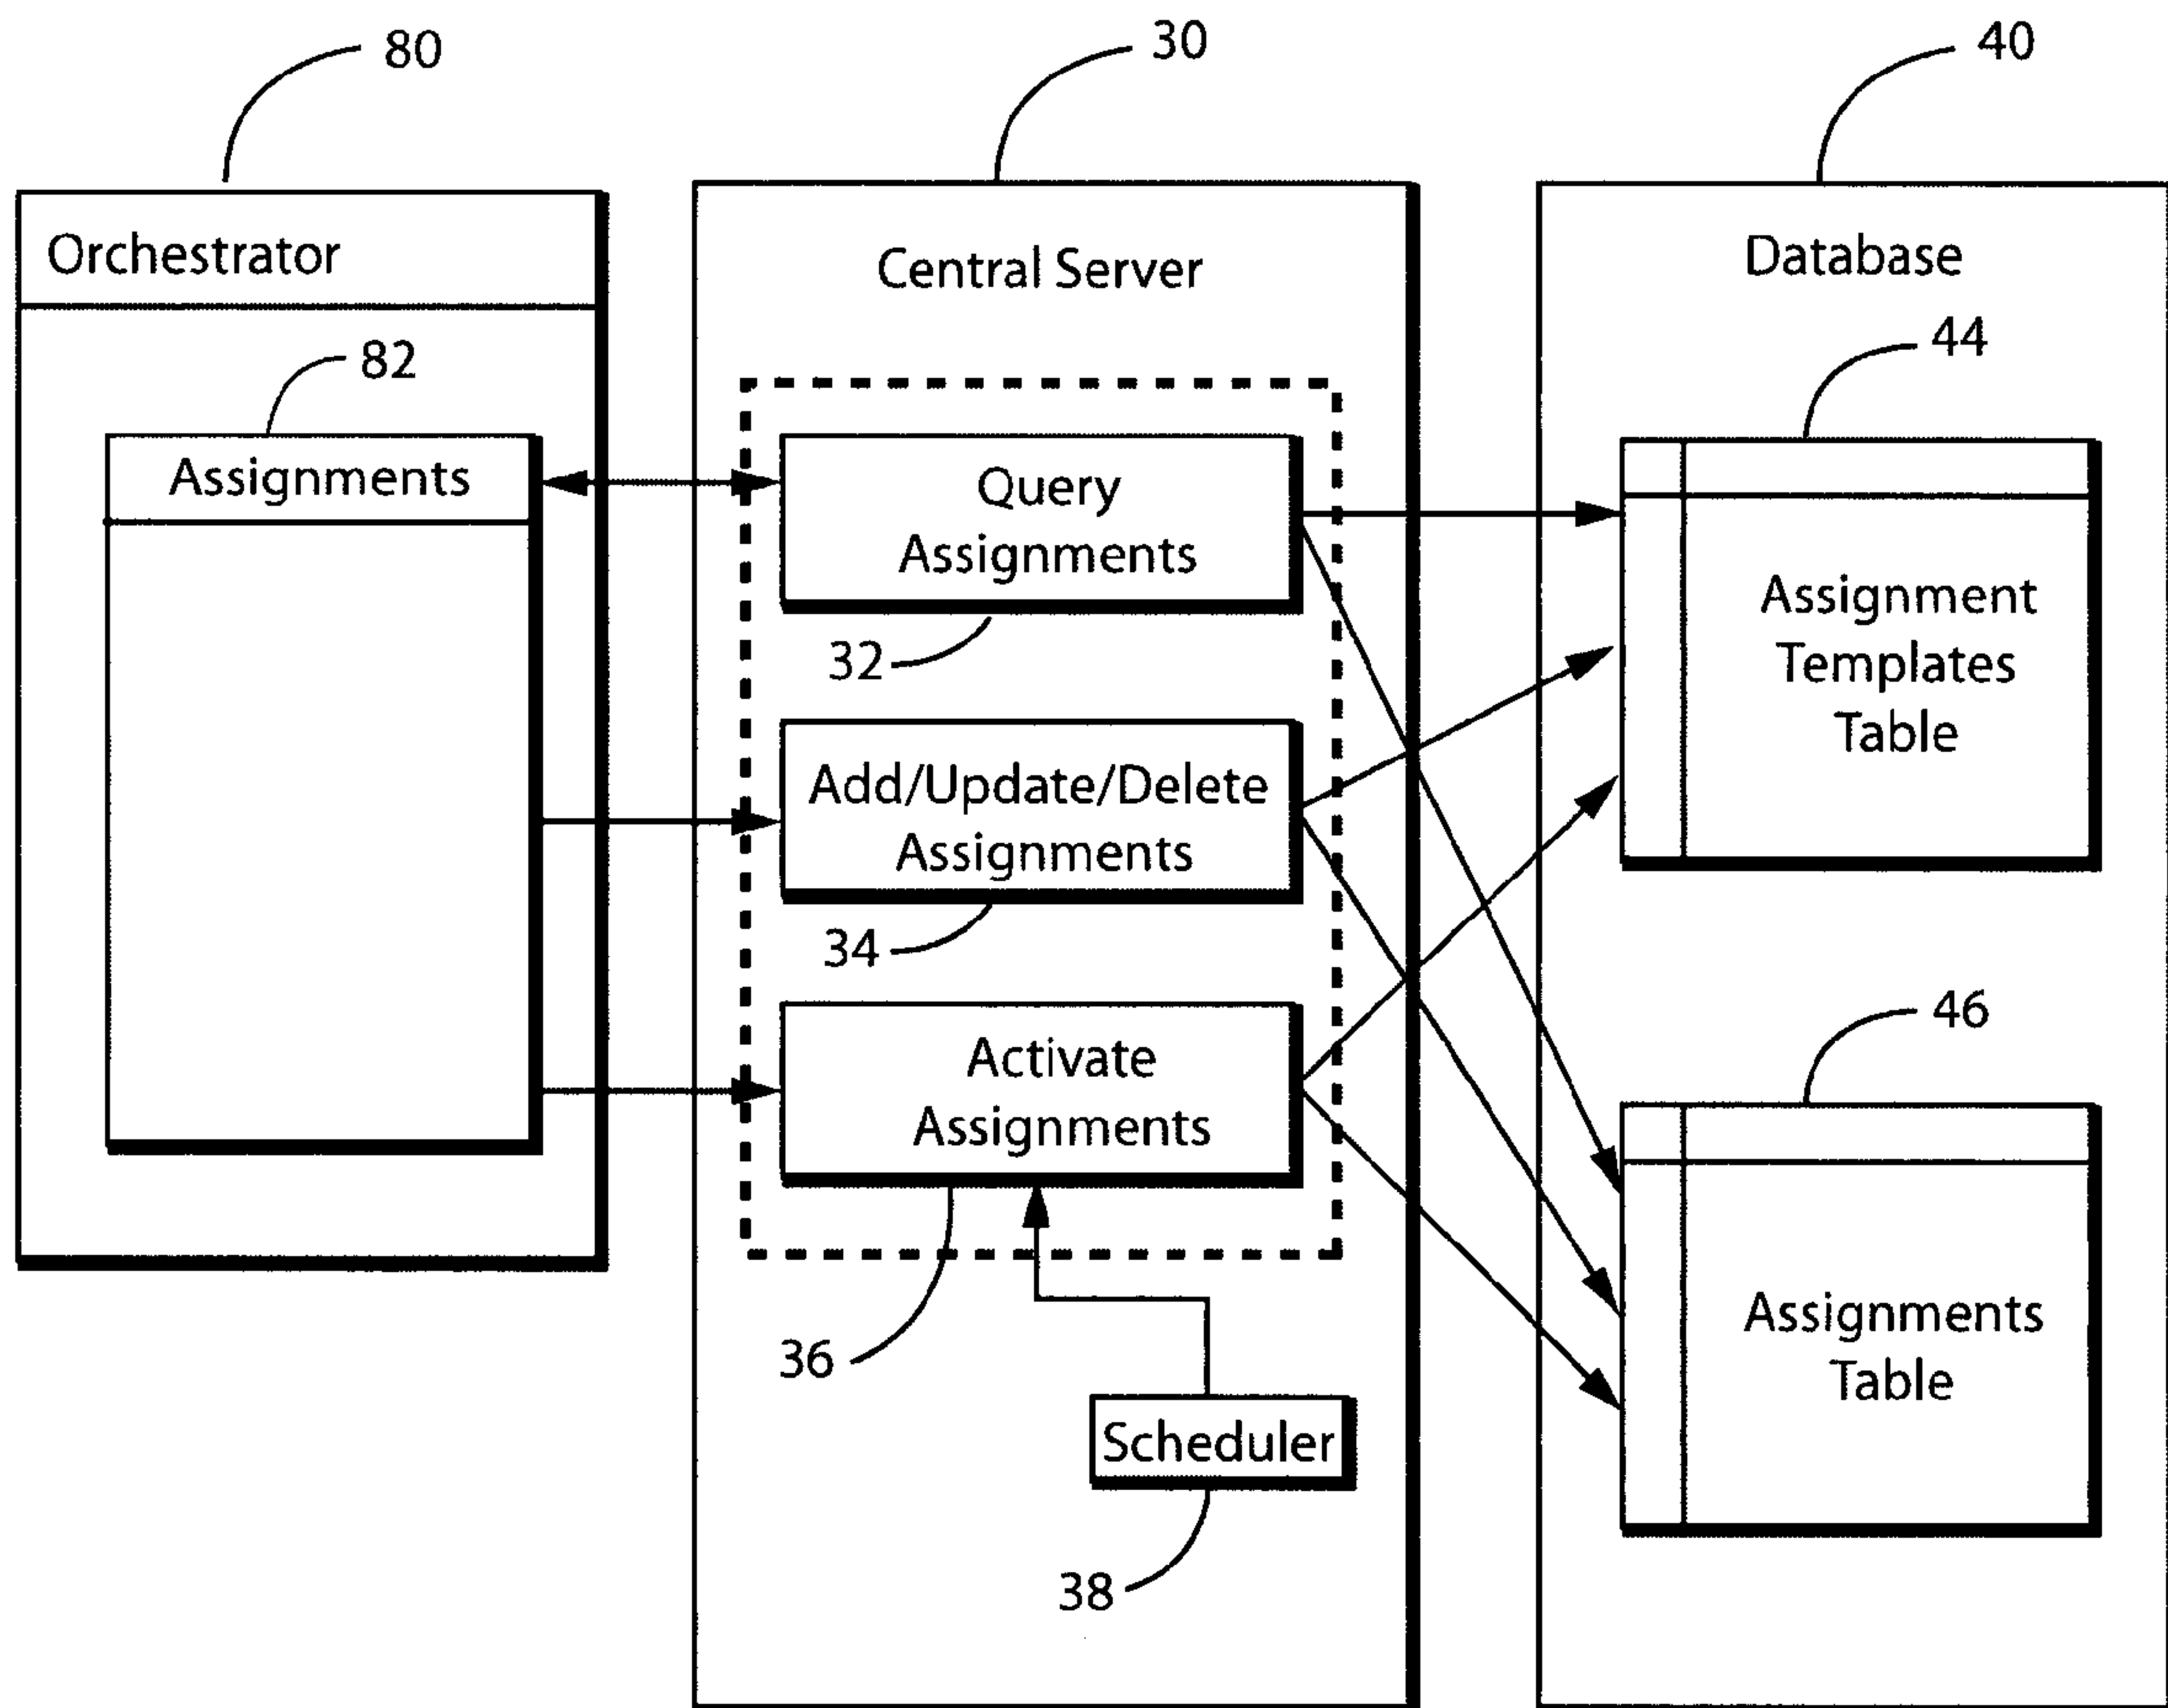 80
30
40
Orchestrator
Central Server
Database
82
44
Assignments
Query
Assignments
32
Assignment
Templates
Table
Add/Update/Delete
Assignments
34
Activate
Assignments
36
46
Assignments
Table
Scheduler
38